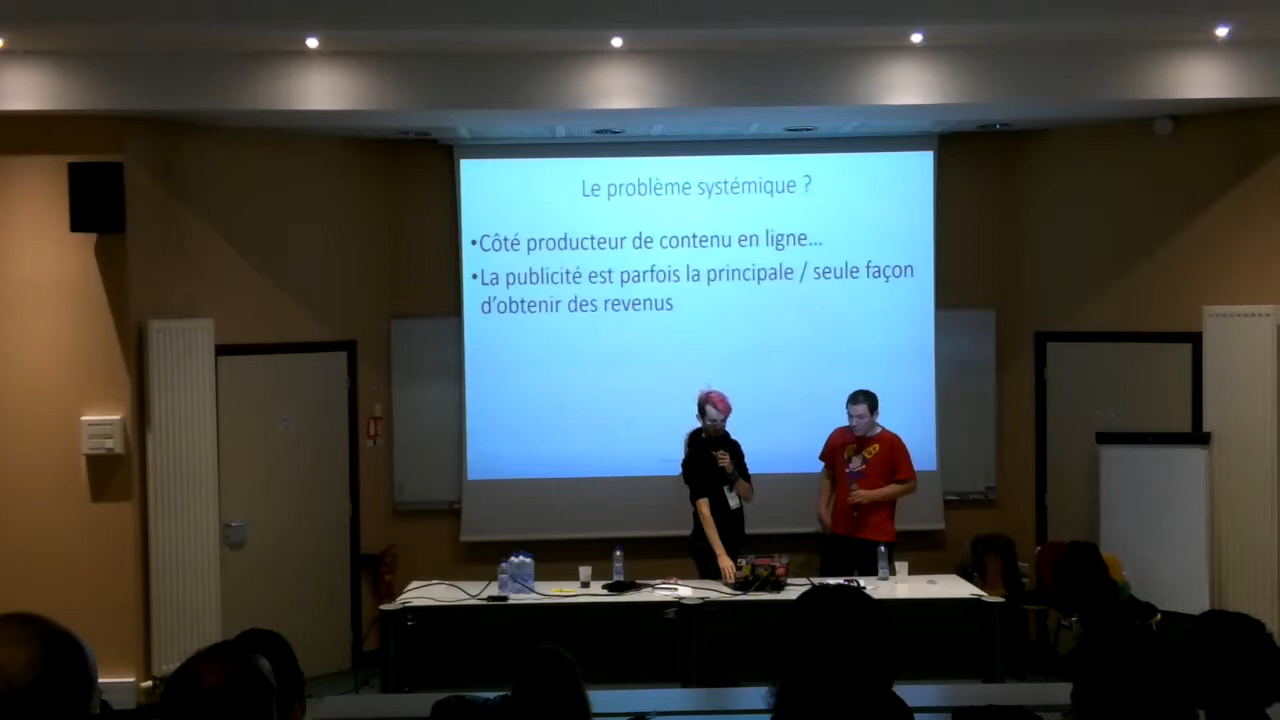 Le problème systémique ?
•Côté producteur de contenu en ligne...
•La publicité est parfois la principale / seule façon
d'obtenir des revenus